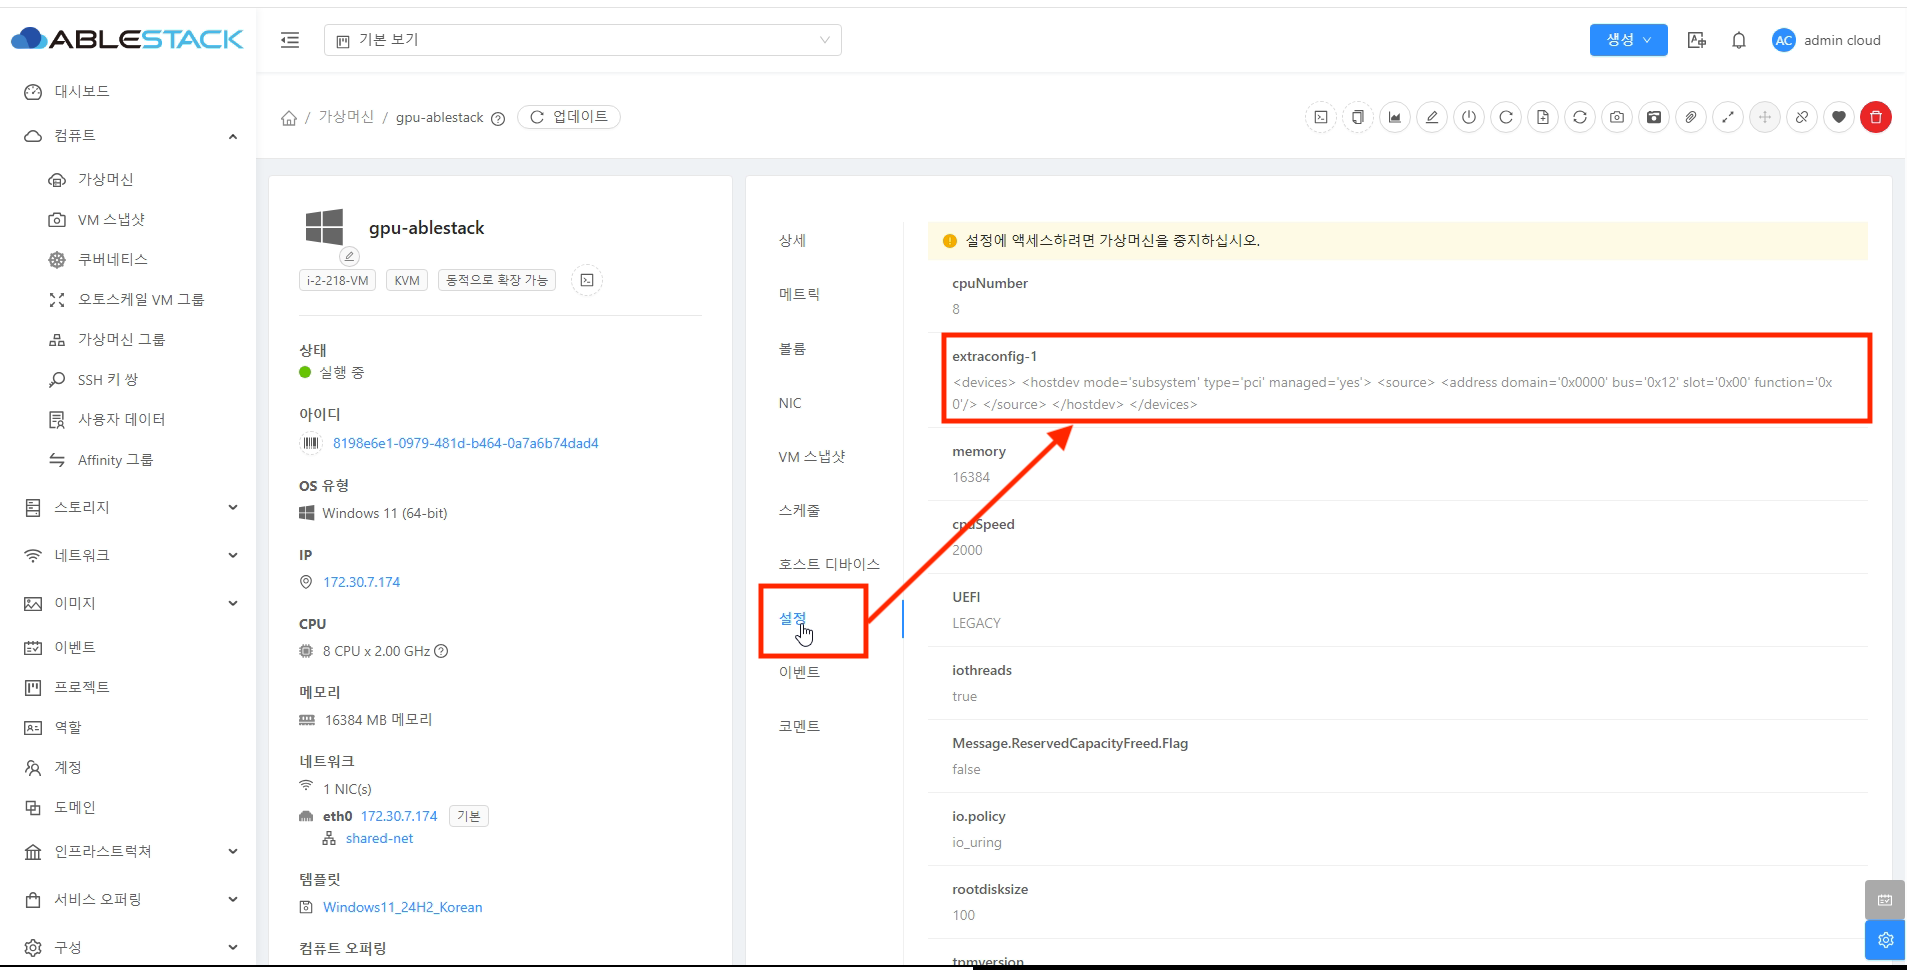 ABLESTACK
기본 보기
생성
AC
admin cloud
대시보드
컴퓨트
가상머신
VM 스냅샷
쿠버네티스
오토스케일 VM 그룹
가상머신 그룹
SSH 키 쌍
사용자 데이터
Affinity 그룹
스토리지
네트워크
이미지
이벤트
프로젝트
역할
계정
도메인
인프라스트럭쳐
서비스 오퍼링
구성
/ 가상머신 / gpu-ablestack
업데이트
gpu-ablestack
i-2-218-VM
KVM
동적으로 확장 가능
상태
실행 중
아이디
8198e6e1-0979-481d-b464-0a7a6b74dad4
OS 유형
Windows 11 (64-bit)
IP
172.30.7.174
CPU
8 CPU x 2.00 GHz
메모리
16384 MB 메모리
네트워크
1 NIC(s)
eth0 172.30.7.174 기본
shared-net
템플릿
Windows11_24H2_Korean
컴퓨트 오퍼링
상세
메트릭
볼륨
NIC
VM 스냅샷
스케줄
호스트 디바이스
설정
이벤트
코멘트
설정에 액세스하려면 가상머신을 중지하십시오.
cpuNumber
8
extraconfig-1
<devices> <hostdev mode='subsystem' type='pci' managed='yes'> <source> <address domain='0x0000' bus='0x12' slot='0x00' function='0x
0'/> </source> </hostdev> </devices>
memory
16384
cpuSpeed
2000
UEFI
LEGACY
iothreads
true
Message.ReservedCapacityFreed.Flag
false
io.policy
io_uring
rootdisksize
100
tpmversion